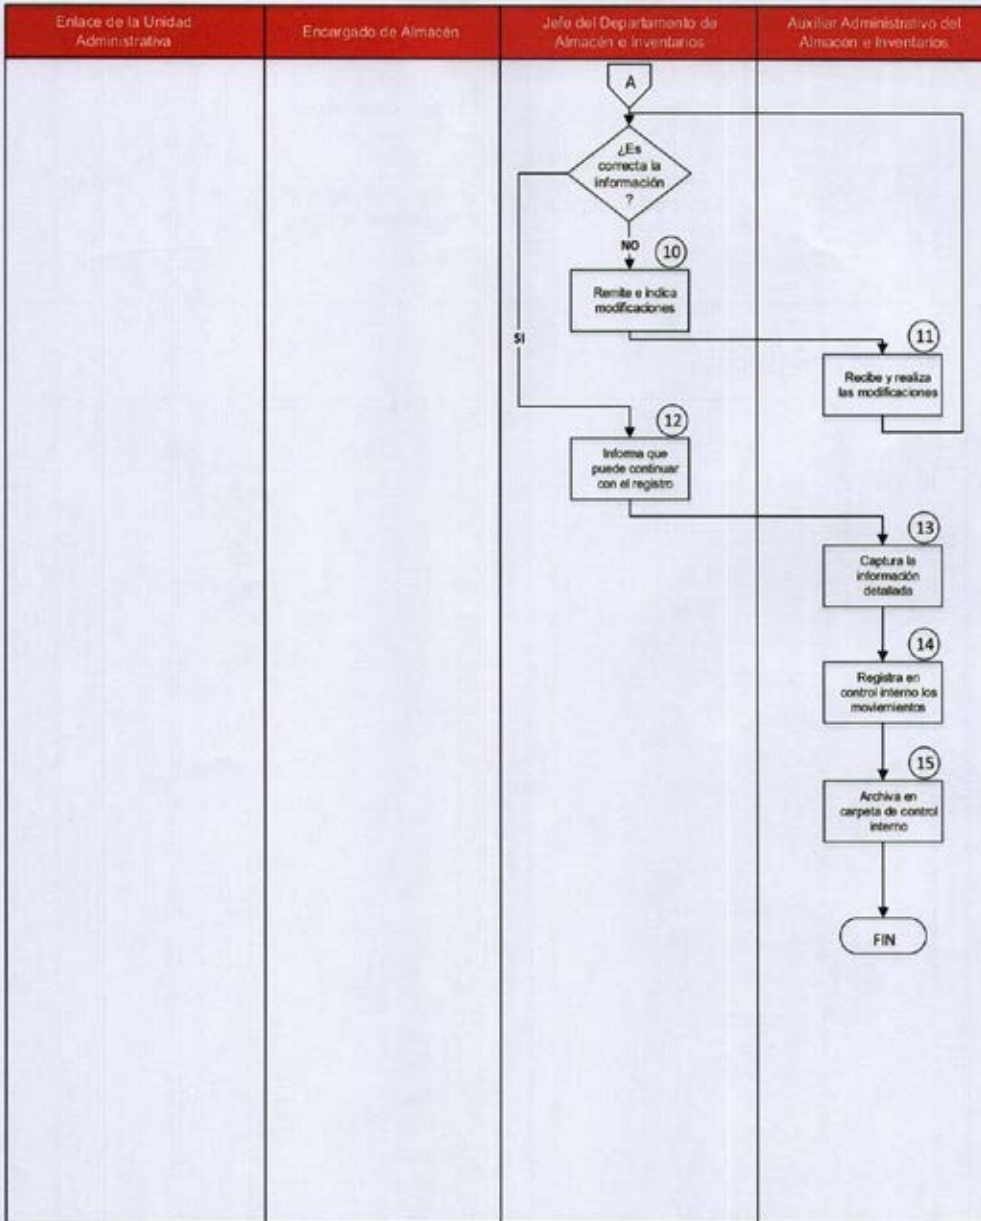 Enlace de la Unidad
Administrativa
Encargado de Almacén
Jefe del Departamento de
Almacén e Inventarios
Auxiliar Administrativo del
Almacén e Inventarios
A
¿Es
correcta la
información
?
NO
10
Remite e indica
modificaciones
SI
11
Recibe y realiza
las modificaciones
12
Informa que
puede continuar
con el registro
13
Captura la
información
detallada
14
Registra en
control interno los
moviemientos
15
Archiva en
carpeta de control
interno
FIN